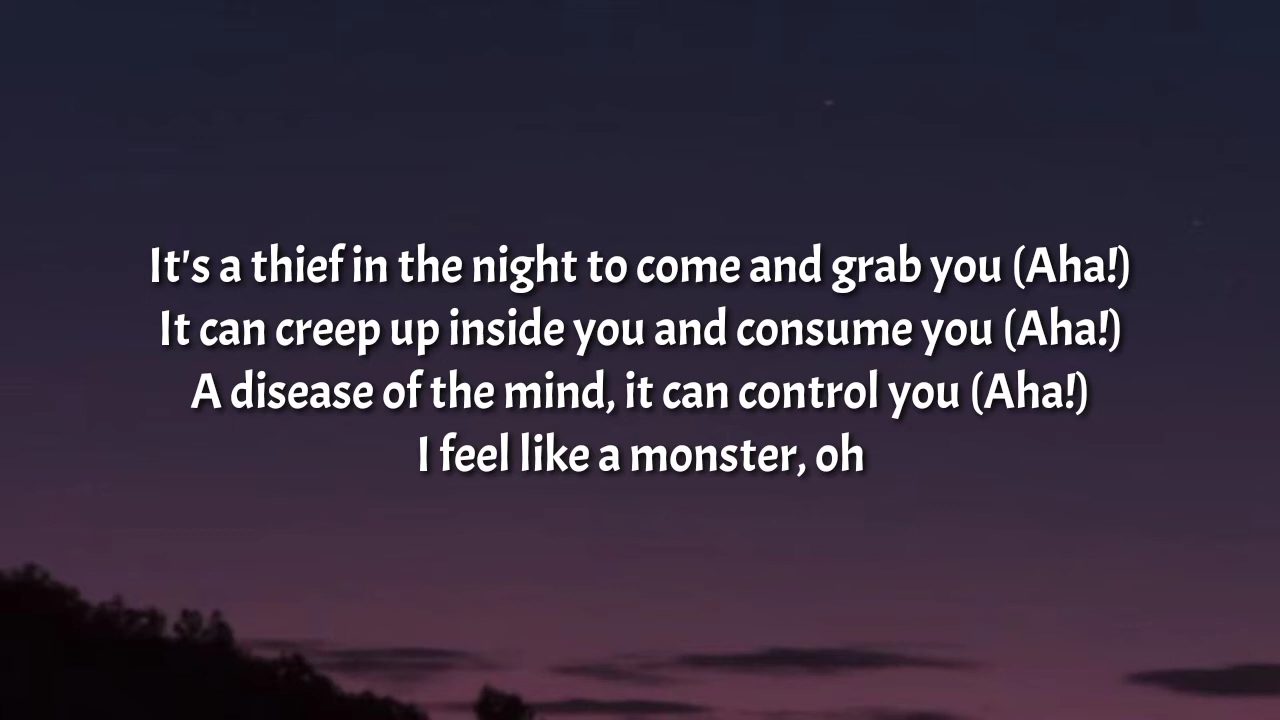 It's a thief in the night to come and grab you (Aha!)
It can creep up inside you and consume you (Aha!)
A disease of the mind, it can control you (Aha!)
I feel like a monster, oh